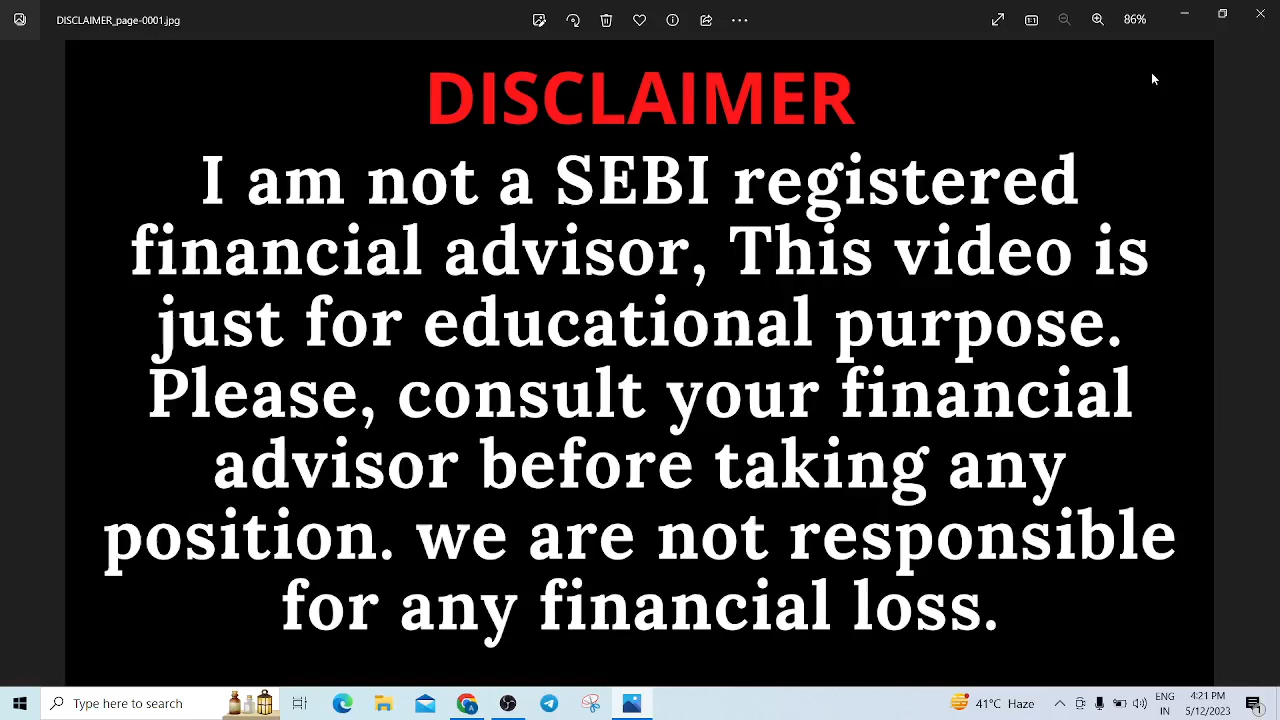 DISCLAIMER_page-0001.jpg
86%
DISCLAIMER
I am not a SEBI registered
financial advisor, This video is
just for educational purpose.
Please, consult your financial
advisor before taking any
position. we are not responsible
for any financial loss.
Type here to search
41°C Haze
ENG
IN
4:21 PM
5/12/2023
1